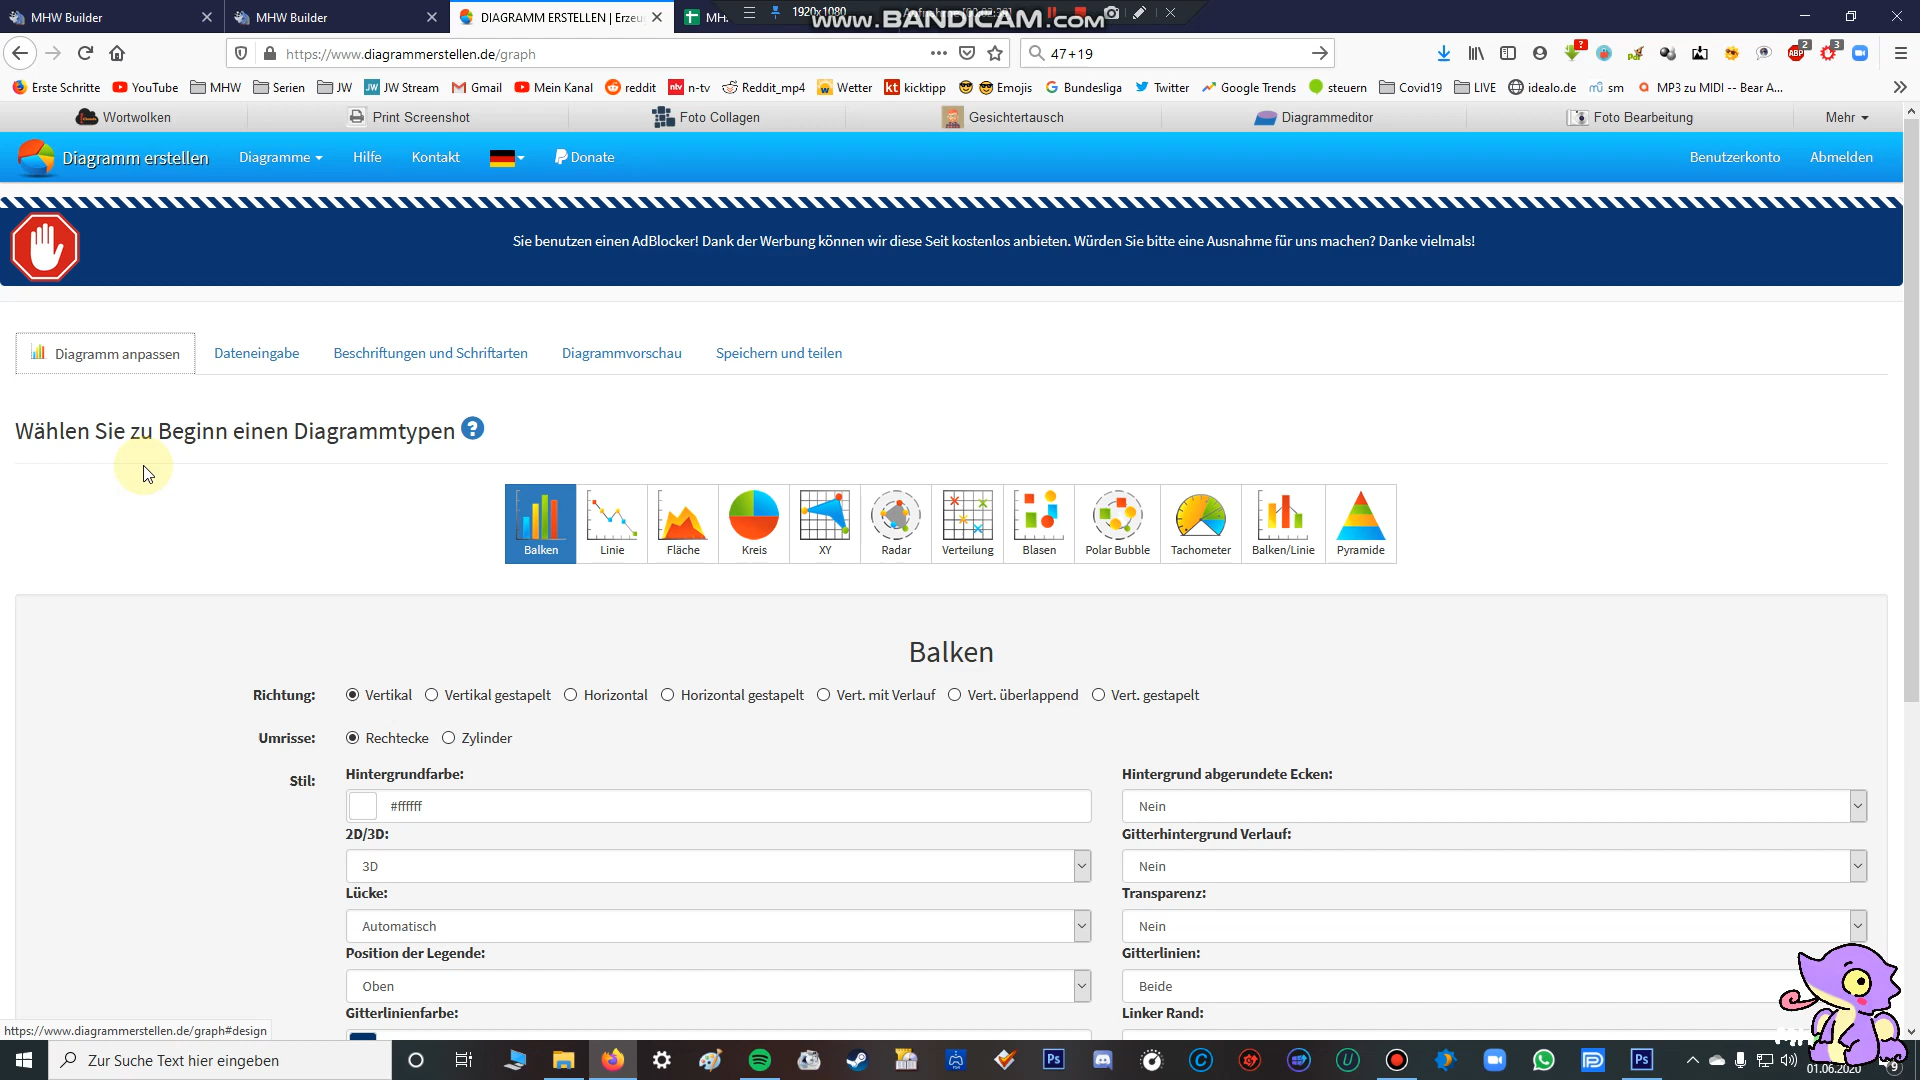 MHW Builder
MHW Builder
DIAGRAMM ERSTELLEN | Erzeu
MH
1920x1080
www.BANDICAM.com
https://www.diagrammerstellen.de/graph
47+19
Erste Schritte
YouTube
MHW
Serien
JW
JW Stream
Gmail
Mein Kanal
reddit
n-tv
Reddit_mp4
Wetter
kicktipp
Emojis
Bundesliga
Twitter
Google Trends
steuern
Covid19
LIVE
idealo.de
sm
MP3 zu MIDI -- Bear A...
Wortwolken
Print Screenshot
Foto Collagen
Gesichtertausch
Diagrammeditor
Foto Bearbeitung
Mehr
Diagramm erstellen
Diagramme
Hilfe
Kontakt
Donate
Benutzerkonto
Abmelden
Sie benutzen einen AdBlocker! Dank der Werbung können wir diese Seit kostenlos anbieten. Würden Sie bitte eine Ausnahme für uns machen? Danke vielmals!
Diagramm anpassen
Dateneingabe
Beschriftungen und Schriftarten
Diagrammvorschau
Speichern und teilen
Wählen Sie zu Beginn einen Diagrammtypen
Balken
Linie
Fläche
Kreis
XY
Radar
Verteilung
Blasen
Polar Bubble
Tachometer
Balken/Linie
Pyramide
Balken
Richtung: Vertikal Vertikal gestapelt Horizontal Horizontal gestapelt Vert. mit Verlauf Vert. überlappend Vert. gestapelt
Umrisse: Rechtecke Zylinder
Stil:
Hintergrundfarbe:
#ffffff
Hintergrund abgerundete Ecken:
Nein
2D/3D:
3D
Gitterhintergrund Verlauf:
Nein
Lücke:
Automatisch
Transparenz:
Nein
Position der Legende:
Oben
Gitterlinien:
Beide
Gitterlinienfarbe:
Linker Rand:
https://www.diagrammerstellen.de/graph#design
Zur Suche Text hier eingeben
01.06.2020